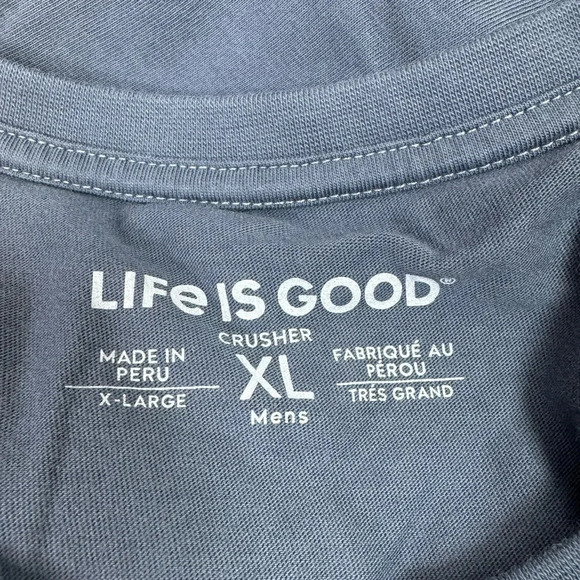 LIFe IS GOOD®
CRUSHER
MADE IN
PERU
X-LARGE
XL
Mens
FABRIQUÉ AU
PÉROU
TRÉS GRAND